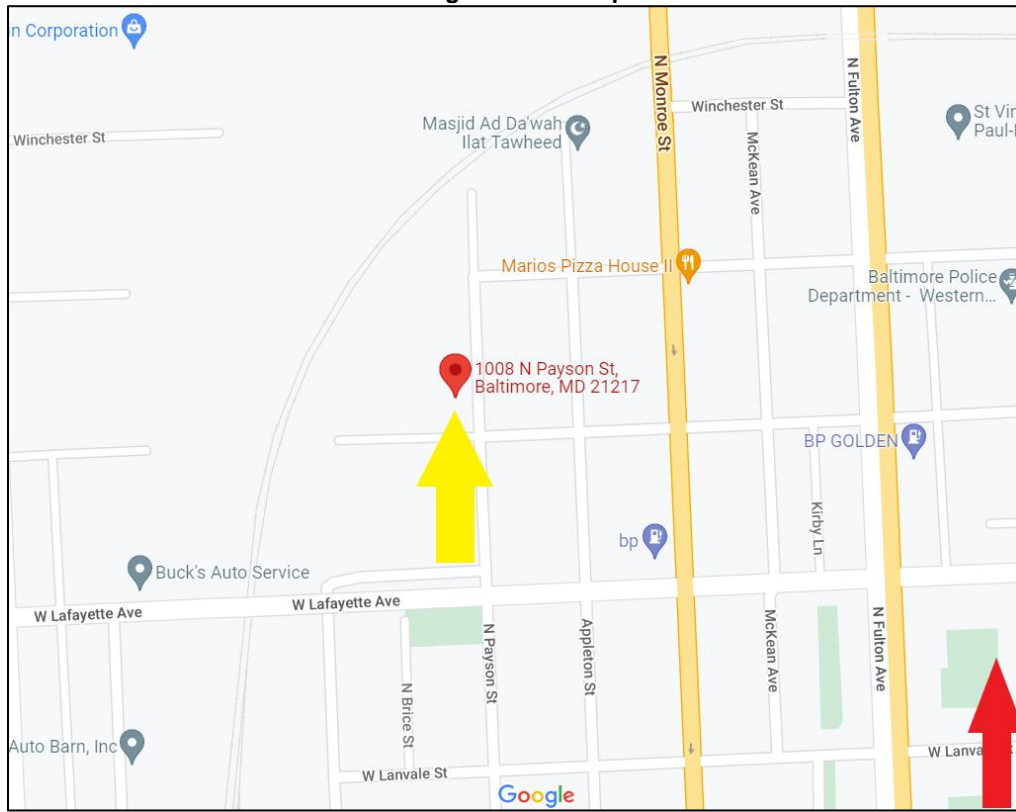 n Corporation
N Monroe St
N Fulton Ave
Winchester St
Winchester St
Masjid Ad Da'wah
Ilat Tawheed
McKean Ave
St Vin
Paul-
Marios Pizza House II
Baltimore Police
Department - Western...
1008 N Payson St,
Baltimore, MD 21217
BP GOLDEN
Kirby Ln
bp
Buck's Auto Service
W Lafayette Ave
W Lafayette Ave
N Payson St
Appleton St
McKean Ave
N Fulton Ave
N Brice St
Auto Barn, Inc
W Lanvale St
W Lanva
Google